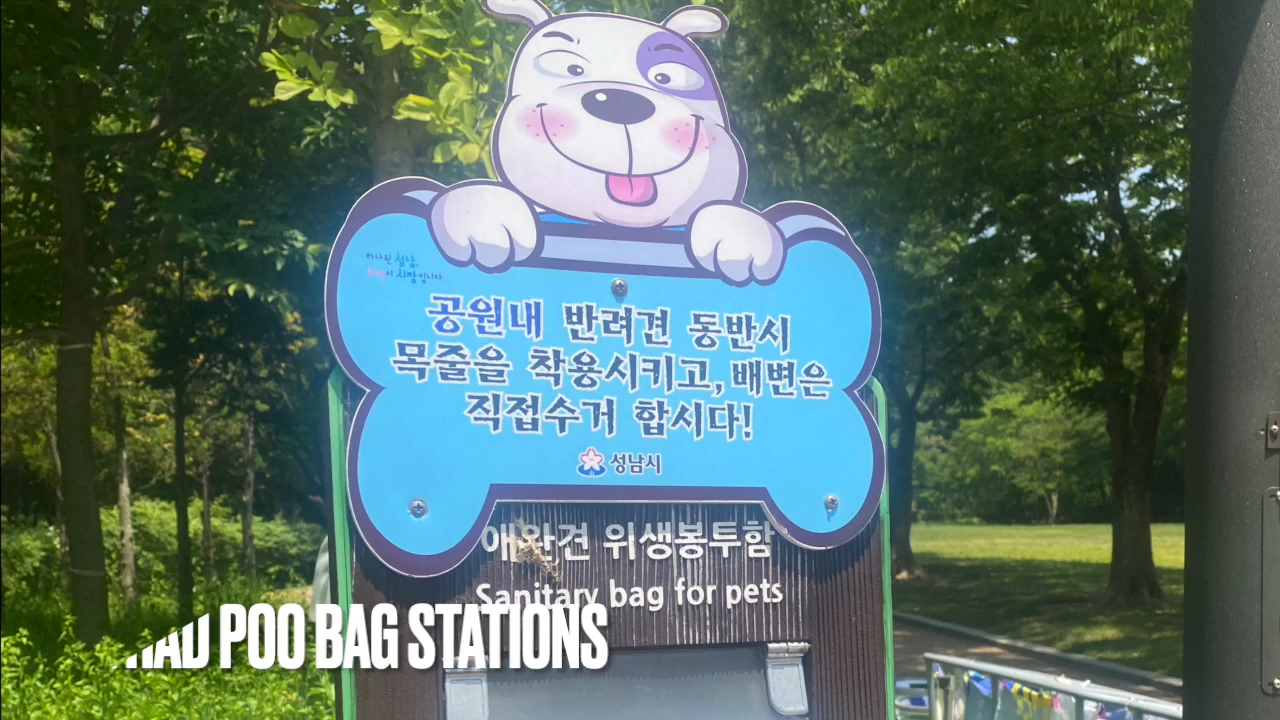 하나된 성남,
이 시장입니다
공원내 반려견 동반시
목줄을 착용시키고, 배변은
직접수거 합시다!
성남시
애완견 위생봉투함
Sanitary bag for pets
HAD POO BAG STATIONS